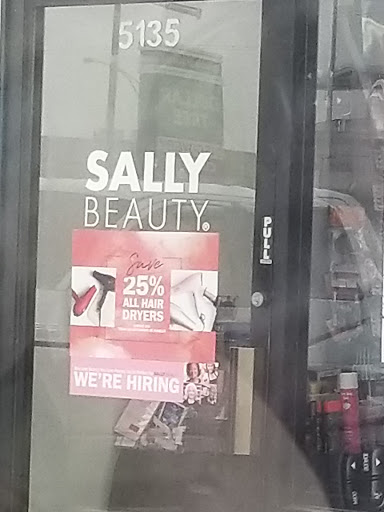 5135
SALLY
BEAUTY®
PULL
Save
25%
ALL HAIR
DRYERS
WE'RE HIRING